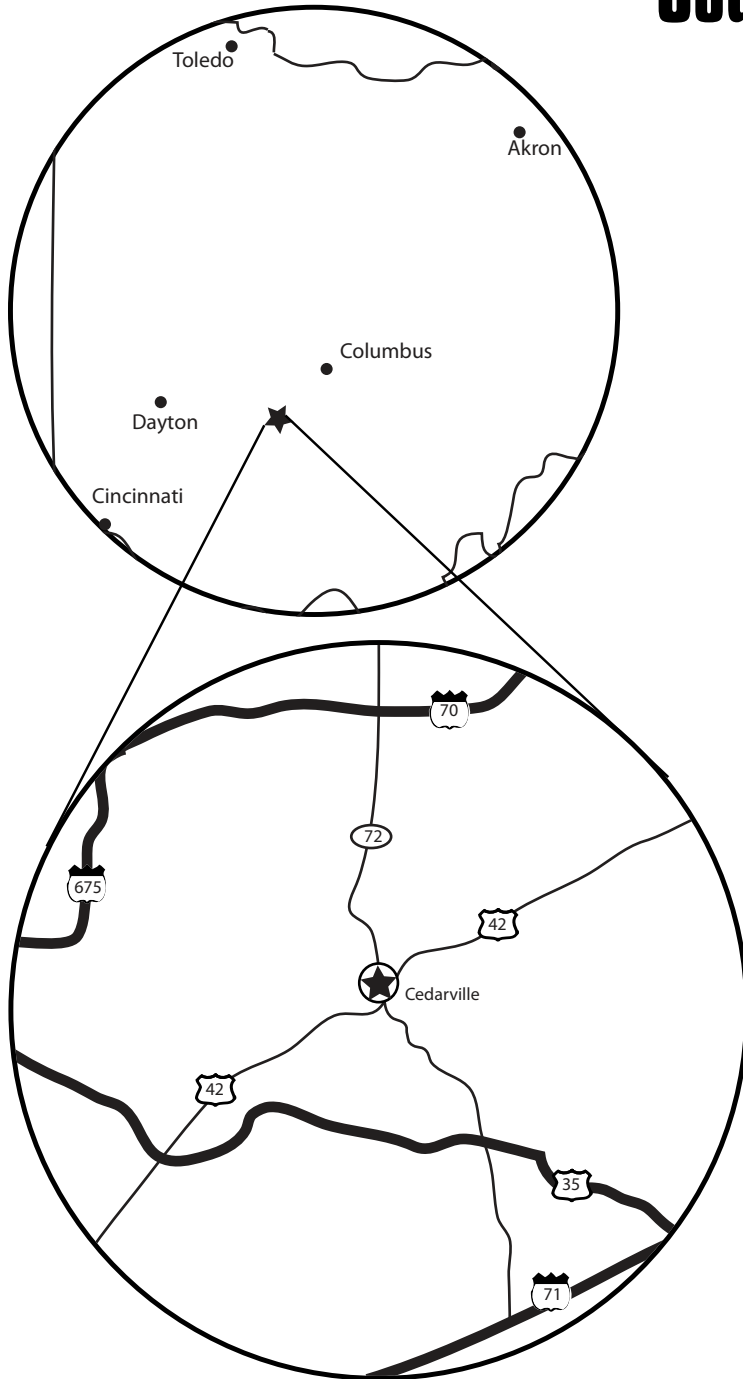 Toledo
Akron
Columbus
Dayton
Cincinnati
70
72
675
42
Cedarville
42
35
71